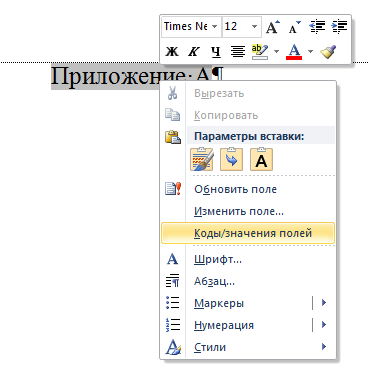 Times Ne 12
Ж К Ч
Приложение·А¶
Вырезать
Копировать
Параметры вставки:
А
Обновить поле
Изменить поле...
Коды/значения полей
Шрифт...
Абзац...
Маркеры
Нумерация
Стили